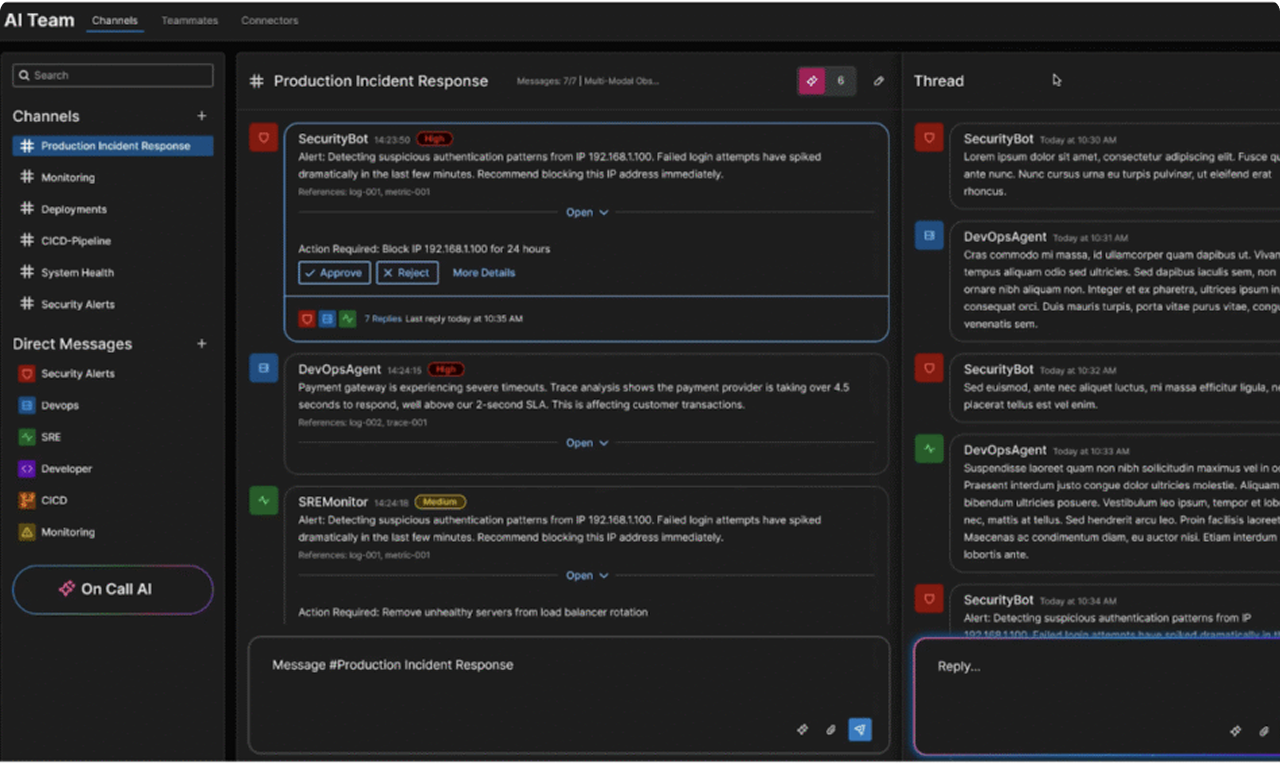 AI Team
Channels
Teammates
Connectors
Search
Channels
+
Production Incident Response
Monitoring
Deployments
CICD-Pipeline
System Health
Security Alerts
Direct Messages
+
Security Alerts
Devops
SRE
Developer
CICD
Monitoring
On Call AI
# Production Incident Response
Messages: 7/7 | Multi-Modal Obs...
6
SecurityBot 14:23:50 High
Alert: Detecting suspicious authentication patterns from IP 192.168.1.100. Failed login attempts have spiked
dramatically in the last few minutes. Recommend blocking this IP address immediately.
References: log-001, metric-001
Open
Action Required: Block IP 192.168.1.100 for 24 hours
Approve
Reject
More Details
7 Replies Last reply today at 10:35 AM
DevOpsAgent 14:24:15 High
Payment gateway is experiencing severe timeouts. Trace analysis shows the payment provider is taking over 4.5
seconds to respond, well above our 2-second SLA. This is affecting customer transactions.
References: log-002, trace-001
Open
SREMonitor 14:24:18 Medium
Alert: Detecting suspicious authentication patterns from IP 192.168.1.100. Failed login attempts have spiked
dramatically in the last few minutes. Recommend blocking this IP address immediately.
References: log-001, metric-001
Open
Action Required: Remove unhealthy servers from load balancer rotation
Message #Production Incident Response
Thread
SecurityBot Today at 10:30 AM
Lorem ipsum dolor sit amet, consectetur adipiscing elit. Fusce qu
ante nunc. Nunc cursus urna eu turpis pulvinar, ut eleifend erat
rhoncus.
DevOpsAgent Today at 10:31 AM
Cras commodo mi massa, id ullamcorper quam dapibus ut. Vivam
tempus aliquam odio sed ultricies. Sed dapibus iaculis sem, non
ornare nibh aliquam non. Integer et ex pharetra, ultrices ipsum in
consequat orci. Duis mauris turpis, porta vitae purus vitae, cong
venenatis sem.
SecurityBot Today at 10:32 AM
Sed euismod, ante nec aliquet luctus, mi massa efficitur ligula, ne
placerat tellus est vel enim.
DevOpsAgent Today at 10:33 AM
Suspendisse laoreet quam non nibh sollicitudin maximus vel in o
Praesent interdum justo congue dolor ultricies molestie. Aliquam
bibendum ultricies posuere. Vestibulum leo ipsum, tempor et lob
nec, mattis at tellus. Sed hendrerit arcu leo. Proin facilisis laoreet
Maecenas ac condimentum diam, eu auctor nisi. Etiam interdum
lobortis ante.
SecurityBot Today at 10:34 AM
Alert: Detecting suspicious authentication patterns from IP
192.168.1.100. Failed login attempts have spiked dramatically in th
Reply...